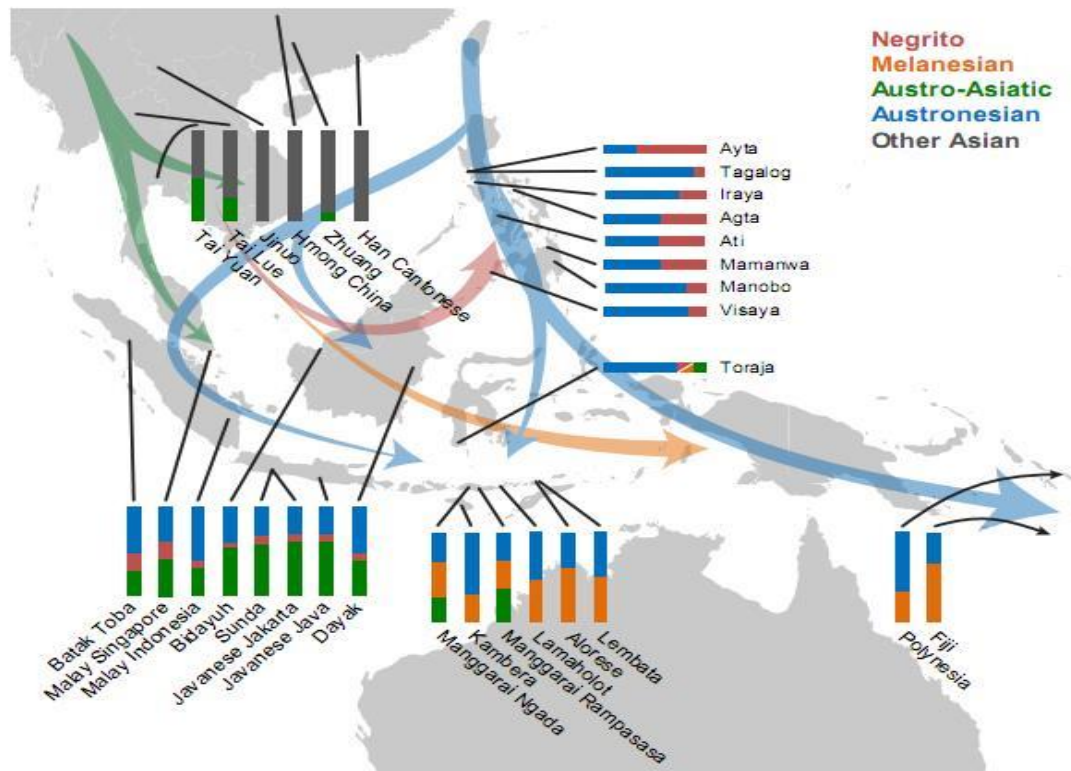 Negrito
Melanesian
Austro-Asiatic
Austronesian
Other Asian
Tai Yuan
Tai Lue
Jinuo
Hmong China
Zhuang
Han Cantonese
Ayta
Tagalog
Iraya
Agta
Ati
Mamanwa
Manobo
Visaya
Toraja
Batak Toba
Malay Singapore
Malay Indonesia
Bidayuh
Sunda
Javanese Jakarta
Javanese Java
Dayak
Manggarai Ngada
Kambera
Manggarai Rampasasa
Lamaholot
Alorese
Lembata
Polynesia
Fiji